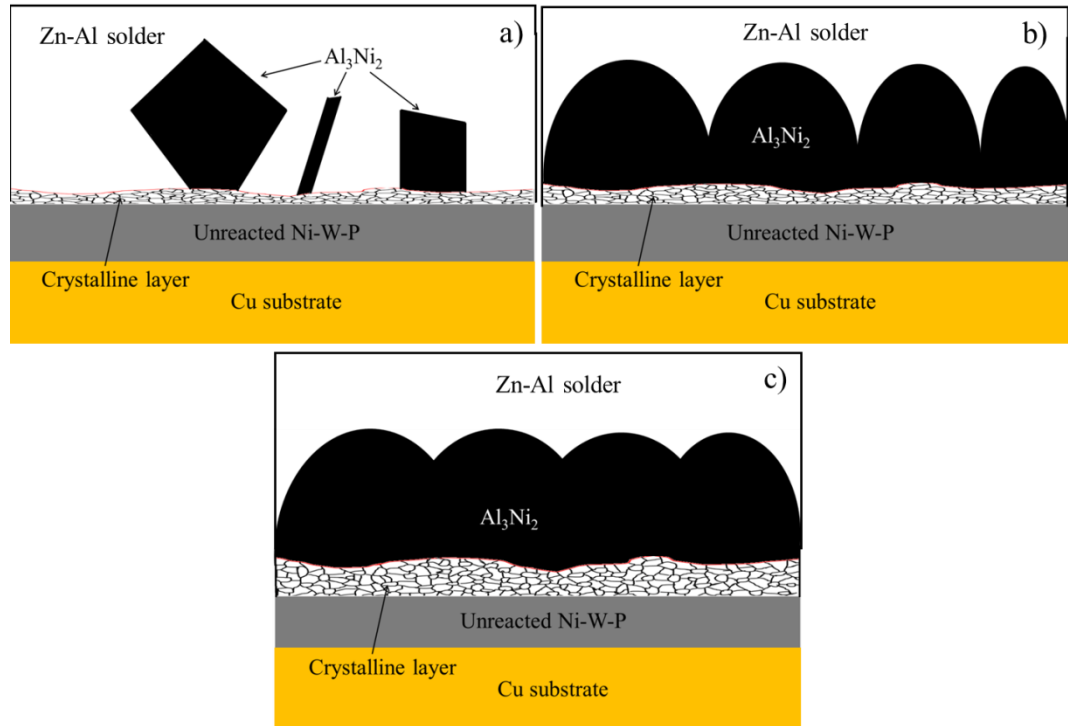 Zn-Al solder
a)
Al₃Ni₂
Unreacted Ni-W-P
Crystalline layer
Cu substrate
Zn-Al solder
b)
Al₃Ni₂
Unreacted Ni-W-P
Crystalline layer
Cu substrate
Zn-Al solder
c)
Al₃Ni₂
Unreacted Ni-W-P
Crystalline layer
Cu substrate